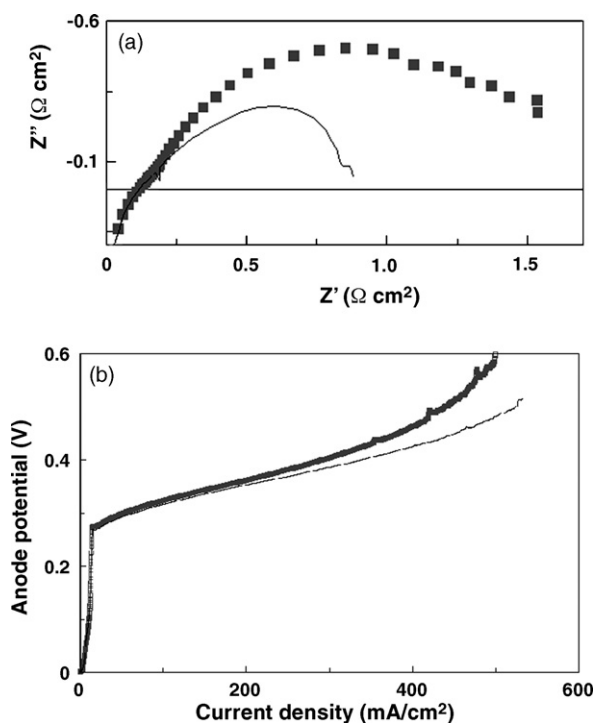 (a)
-0.6
-0.1
Z'' (Ω cm²)
0 0.5 1.0 1.5
Z' (Ω cm²)
(b)
0.6
0.4
0.2
0
Anode potential (V)
200 400 600
Current density (mA/cm²)